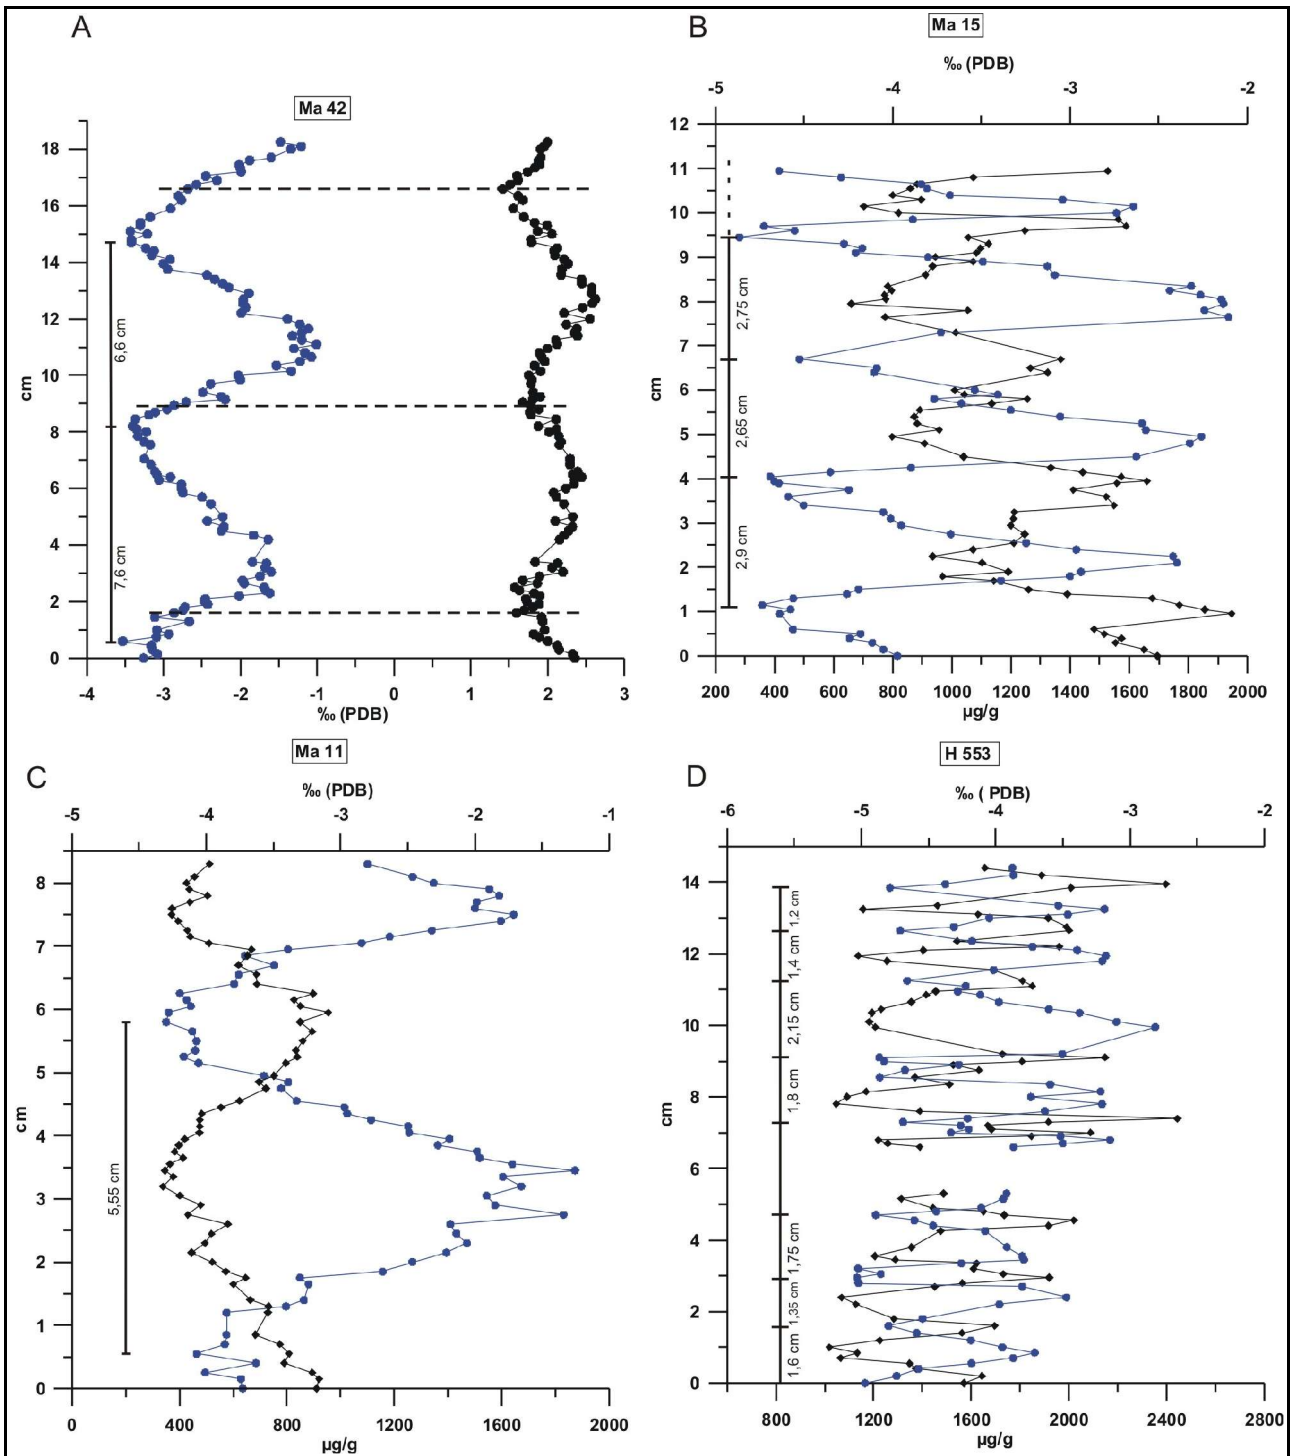 A
Ma 42
18
16
14
12
10
8
6
4
2
0
cm
6,6 cm
7,6 cm
-4 -3 -2 -1 0 1 2 3
‰ (PDB)
B
Ma 15
‰ (PDB)
-5 -4 -3 -2
12
11
10
9
8
7
6
5
4
3
2
1
0
cm
2,75 cm
2,65 cm
2,9 cm
200 400 600 800 1000 1200 1400 1600 1800 2000
µg/g
C
Ma 11
‰ (PDB)
-5 -4 -3 -2 -1
8
7
6
5
4
3
2
1
0
cm
5,55 cm
0 400 800 1200 1600 2000
µg/g
D
H 553
‰ ( PDB)
-6 -5 -4 -3 -2
14
12
10
8
6
4
2
0
cm
1,2 cm
1,4 cm
2,15 cm
1,8 cm
1,75 cm
1,35 cm
1,6 cm
800 1200 1600 2000 2400 2800
µg/g